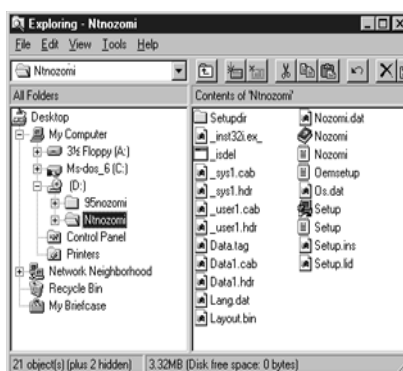 Exploring - Ntnozomi
File Edit View Tools Help
Ntnozomi
All Folders
Contents of 'Ntnozomi'
Desktop
My Computer
3½ Floppy (A:)
Ms-dos_6 (C:)
(D:)
95nozomi
Ntnozomi
Control Panel
Printers
Network Neighborhood
Recycle Bin
My Briefcase
Setupdir
_inst32i.ex_
_isdel
_sys1.cab
_sys1.hdr
_user1.cab
_user1.hdr
Data.tag
Data1.cab
Data1.hdr
Lang.dat
Layout.bin
Nozomi.dat
Nozomi
Nozomi
Oemsetup
Os.dat
Setup
Setup
Setup.ins
Setup.lid
21 object(s) (plus 2 hidden)
3.32MB (Disk free space: 0 bytes)